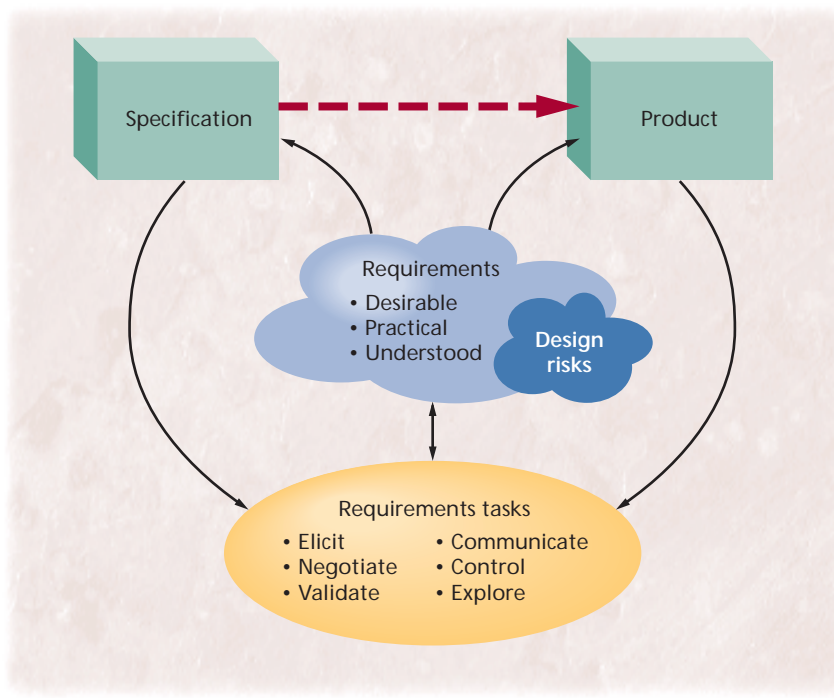 Specification
Product
Requirements
• Desirable
• Practical
• Understood
Design
risks
Requirements tasks
• Elicit
• Negotiate
• Validate
• Communicate
• Control
• Explore